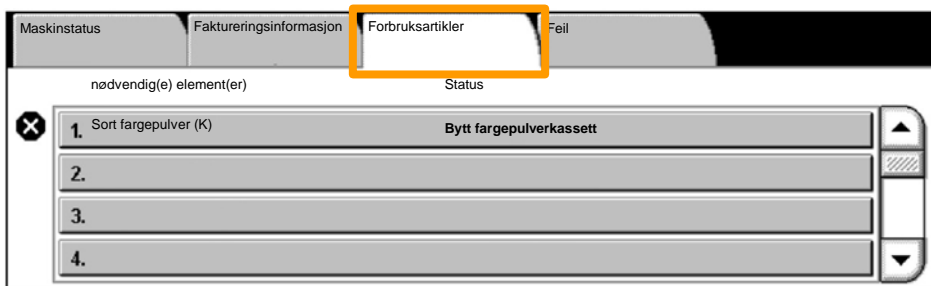 Maskinstatus Faktureringsinformasjon Forbruksartikler Feil
nødvendig(e) element(er) Status
1. Sort fargepulver (K) Bytt fargepulverkassett
2.
3.
4.